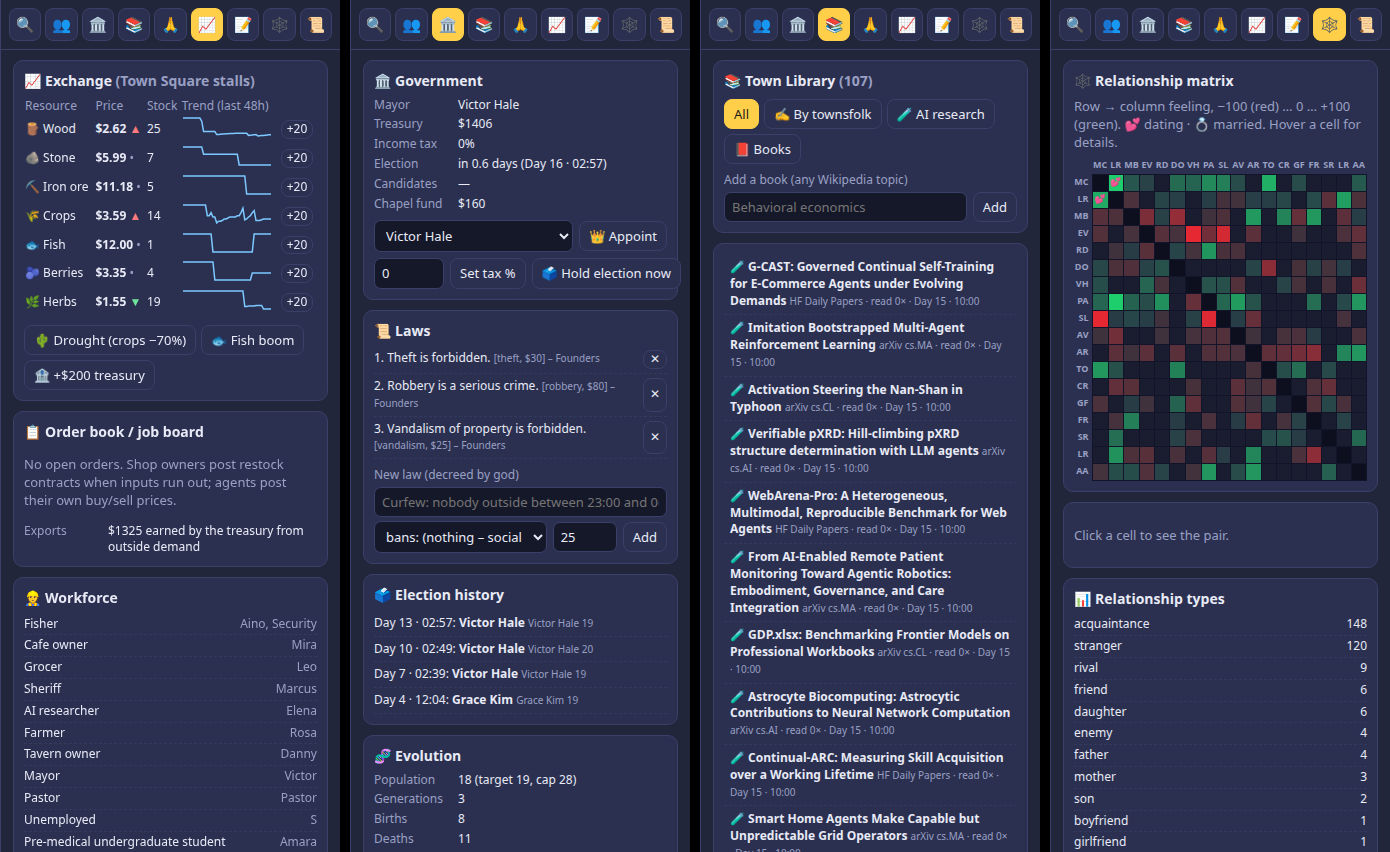 📈 Exchange (Town Square stalls)
Resource Price Stock Trend (last 48h)
🪵 Wood $2.62 ▲ 25 +20
🪨 Stone $5.99 • 7 +20
⛏️ Iron ore $11.18 • 5 +20
🌾 Crops $3.59 ▲ 14 +20
🐟 Fish $12.00 • 1 +20
🫐 Berries $3.35 • 4 +20
🌿 Herbs $1.55 ▼ 19 +20
🌵 Drought (crops −70%) 🐟 Fish boom
🏦 +$200 treasury
📋 Order book / job board
No open orders. Shop owners post restock
contracts when inputs run out; agents post
their own buy/sell prices.
Exports $1325 earned by the treasury from
outside demand
👷 Workforce
Fisher Aino, Security
Cafe owner Mira
Grocer Leo
Sheriff Marcus
AI researcher Elena
Farmer Rosa
Tavern owner Danny
Mayor Victor
Pastor Pastor
Unemployed S
Pre-medical undergraduate student Amara
🏛️ Government
Mayor Victor Hale
Treasury $1406
Income tax 0%
Election in 0.6 days (Day 16 · 02:57)
Candidates —
Chapel fund $160
Victor Hale 👑 Appoint
0 Set tax % 🗳️ Hold election now
📜 Laws
1. Theft is forbidden. [theft, $30] – Founders ✕
2. Robbery is a serious crime. [robbery, $80] –
Founders ✕
3. Vandalism of property is forbidden.
[vandalism, $25] – Founders ✕
New law (decreed by god)
Curfew: nobody outside between 23:00 and 0
bans: (nothing – social 25 Add
🗳️ Election history
Day 13 · 02:57: Victor Hale Victor Hale 19
Day 10 · 02:49: Victor Hale Victor Hale 20
Day 7 · 02:39: Victor Hale Victor Hale 19
Day 4 · 12:04: Grace Kim Grace Kim 19
🧬 Evolution
Population 18 (target 19, cap 28)
Generations 3
Births 8
Deaths 11
📚 Town Library (107)
All ✍️ By townsfolk 🧪 AI research
📕 Books
Add a book (any Wikipedia topic)
Behavioral economics Add
🧪 G-CAST: Governed Continual Self-Training
for E-Commerce Agents under Evolving
Demands HF Daily Papers · read 0× · Day 15 · 10:00
🧪 Imitation Bootstrapped Multi-Agent
Reinforcement Learning arXiv cs.MA · read 0× · Day
15 · 10:00
🧪 Activation Steering the Nan-Shan in
Typhoon arXiv cs.CL · read 0× · Day 15 · 10:00
🧪 Verifiable pXRD: Hill-climbing pXRD
structure determination with LLM agents arXiv
cs.AI · read 0× · Day 15 · 10:00
🧪 WebArena-Pro: A Heterogeneous,
Multimodal, Reproducible Benchmark for Web
Agents HF Daily Papers · read 0× · Day 15 · 10:00
🧪 From AI-Enabled Remote Patient
Monitoring Toward Agentic Robotics:
Embodiment, Governance, and Care
Integration arXiv cs.MA · read 0× · Day 15 · 10:00
🧪 GDP.xlsx: Benchmarking Frontier Models on
Professional Workbooks arXiv cs.CL · read 0× · Day 15
· 10:00
🧪 Astrocyte Biocomputing: Astrocytic
Contributions to Neural Network Computation
arXiv cs.AI · read 0× · Day 15 · 10:00
🧪 Continual-ARC: Measuring Skill Acquisition
over a Working Lifetime HF Daily Papers · read 0× ·
Day 15 · 10:00
🧪 Smart Home Agents Make Capable but
Unpredictable Grid Operators arXiv cs.MA · read 0×
🕸️ Relationship matrix
Row → column feeling, −100 (red) ... 0 ... +100
(green). 💕 dating · 💍 married. Hover a cell for
details.
MC LR MB EV RD DO VH PA SL AV AR TO CR GF FR SR LR AA
MC
LR
MB
EV
RD
DO
VH
PA
SL
AV
AR
TO
CR
GF
FR
SR
LR
AA
Click a cell to see the pair.
📊 Relationship types
acquaintance 148
stranger 120
rival 9
friend 6
daughter 6
enemy 4
father 4
mother 3
son 2
boyfriend 1
girlfriend 1